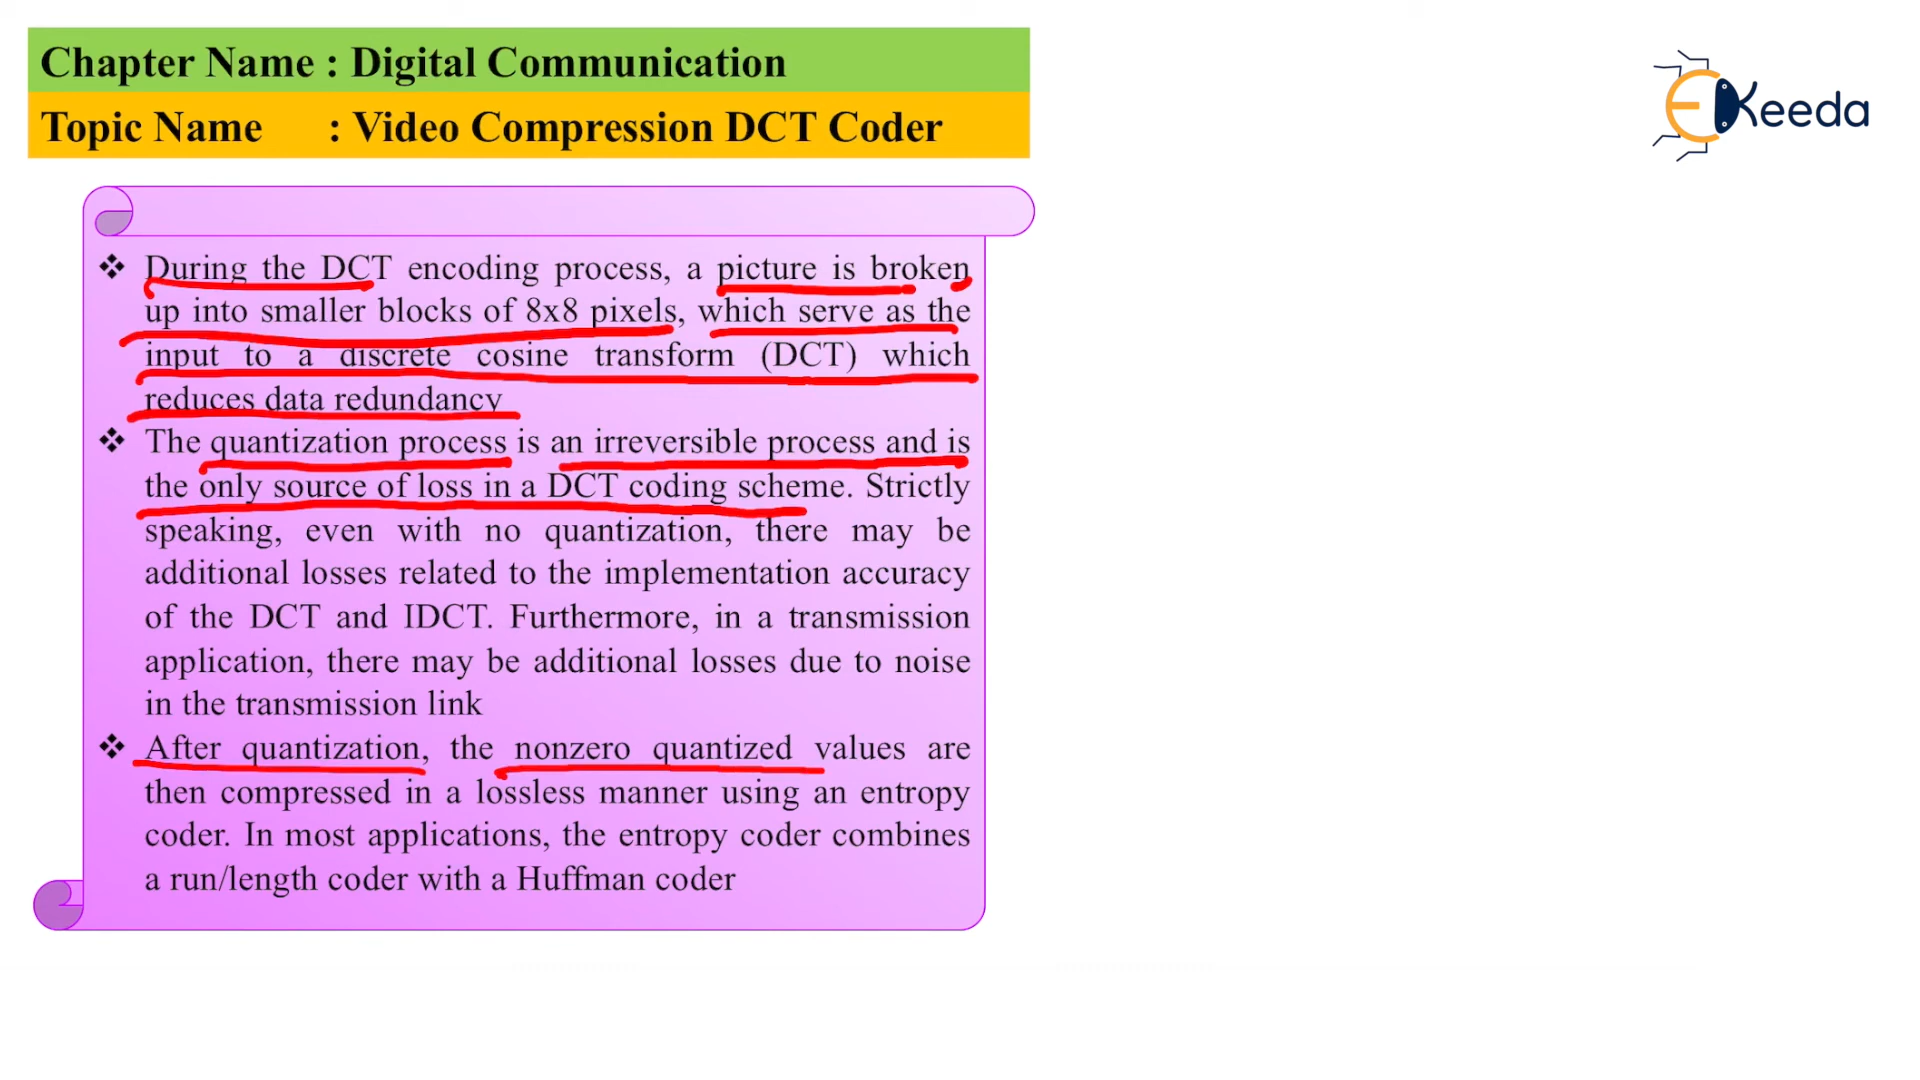 Chapter Name : Digital Communication
Topic Name : Video Compression DCT Coder
EKeeda
❖ During the DCT encoding process, a picture is broken
up into smaller blocks of 8x8 pixels, which serve as the
input to a discrete cosine transform (DCT) which
reduces data redundancy
❖ The quantization process is an irreversible process and is
the only source of loss in a DCT coding scheme. Strictly
speaking, even with no quantization, there may be
additional losses related to the implementation accuracy
of the DCT and IDCT. Furthermore, in a transmission
application, there may be additional losses due to noise
in the transmission link
❖ After quantization, the nonzero quantized values are
then compressed in a lossless manner using an entropy
coder. In most applications, the entropy coder combines
a run/length coder with a Huffman coder